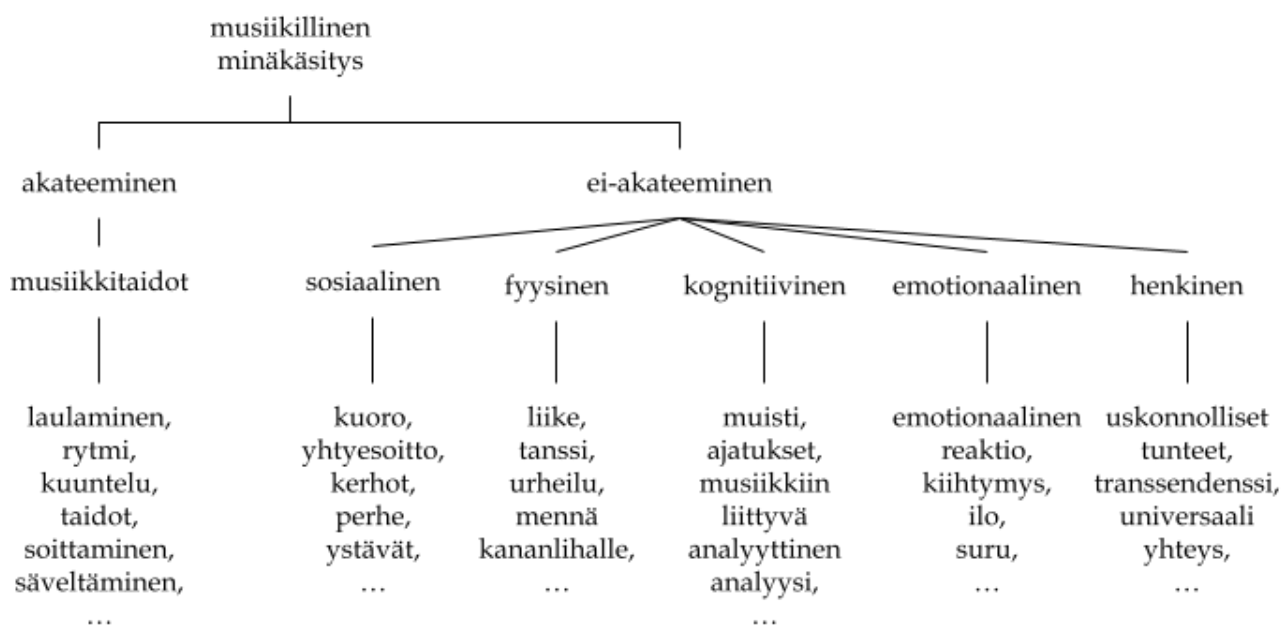 musiikillinen
minäkäsitys
akateeminen
ei-akateeminen
musiikkitaidot
sosiaalinen
fyysinen
kognitiivinen
emotionaalinen
henkinen
laulaminen,
rytmi,
kuuntelu,
taidot,
soittaminen,
säveltäminen,
…
kuoro,
yhtyesoitto,
kerhot,
perhe,
ystävät,
…
liike,
tanssi,
urheilu,
mennä
kananlihalle,
…
muisti,
ajatukset,
musiikkiin
liittyvä
analyyttinen
analyysi,
…
emotionaalinen
reaktio,
kiihtymys,
ilo,
suru,
…
uskonnolliset
tunteet,
transsendenssi,
universaali
yhteys,
…